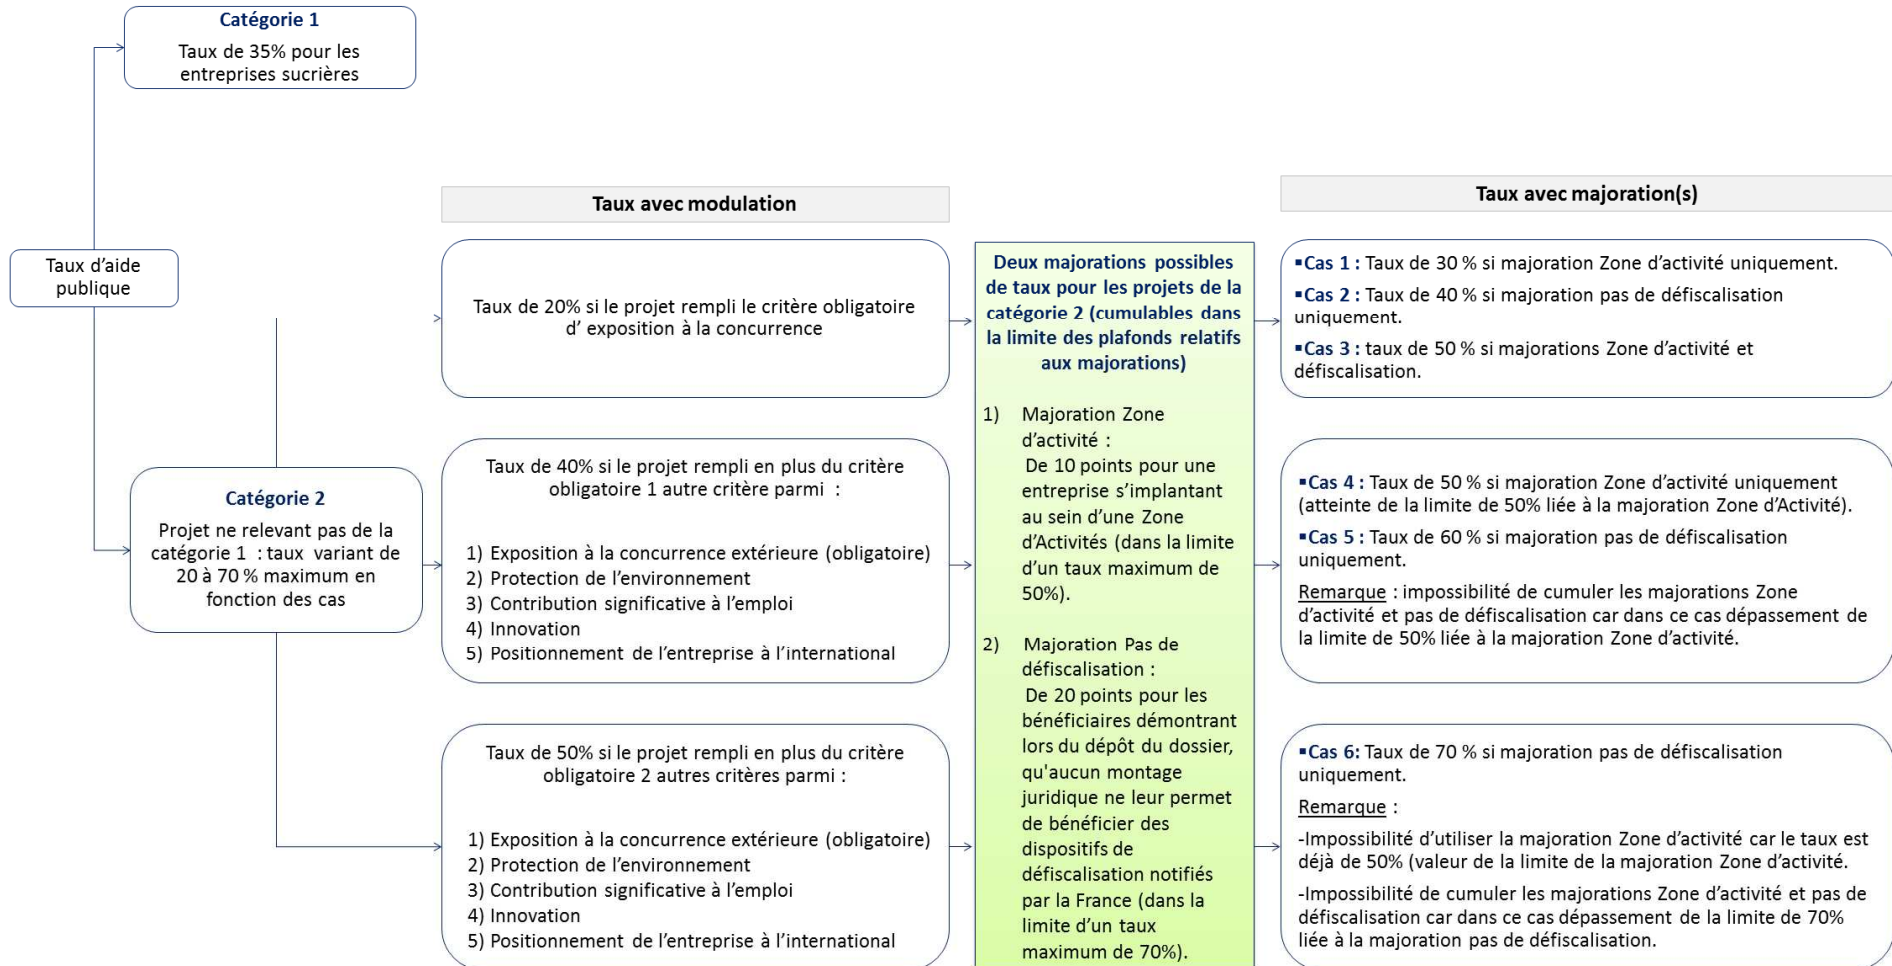 Catégorie 1
Taux de 35% pour les
entreprises sucrières
Taux d’aide
publique
Catégorie 2
Projet ne relevant pas de la
catégorie 1 : taux variant de
20 à 70 % maximum en
fonction des cas
Taux avec modulation
Taux de 20% si le projet rempli le critère obligatoire
d’ exposition à la concurrence
Taux de 40% si le projet rempli en plus du critère
obligatoire 1 autre critère parmi :
1) Exposition à la concurrence extérieure (obligatoire)
2) Protection de l’environnement
3) Contribution significative à l’emploi
4) Innovation
5) Positionnement de l’entreprise à l’international
Taux de 50% si le projet rempli en plus du critère
obligatoire 2 autres critères parmi :
1) Exposition à la concurrence extérieure (obligatoire)
2) Protection de l’environnement
3) Contribution significative à l’emploi
4) Innovation
5) Positionnement de l’entreprise à l’international
Deux majorations possibles
de taux pour les projets de la
catégorie 2 (cumulables dans
la limite des plafonds relatifs
aux majorations)
1) Majoration Zone
d’activité :
De 10 points pour une
entreprise s’implantant
au sein d’une Zone
d’Activités (dans la limite
d’un taux maximum de
50%).
2) Majoration Pas de
défiscalisation :
De 20 points pour les
bénéficiaires démontrant
lors du dépôt du dossier,
qu'aucun montage
juridique ne leur permet
de bénéficier des
dispositifs de
défiscalisation notifiés
par la France (dans la
limite d’un taux
maximum de 70%).
Taux avec majoration(s)
▪Cas 1 : Taux de 30 % si majoration Zone d’activité uniquement.
▪Cas 2 : Taux de 40 % si majoration pas de défiscalisation
uniquement.
▪Cas 3 : taux de 50 % si majorations Zone d’activité et
défiscalisation.
▪Cas 4 : Taux de 50 % si majoration Zone d’activité uniquement
(atteinte de la limite de 50% liée à la majoration Zone d’Activité).
▪Cas 5 : Taux de 60 % si majoration pas de défiscalisation
uniquement.
Remarque : impossibilité de cumuler les majorations Zone
d’activité et pas de défiscalisation car dans ce cas dépassement de
la limite de 50% liée à la majoration Zone d’activité.
▪Cas 6: Taux de 70 % si majoration pas de défiscalisation
uniquement.
Remarque :
-Impossibilité d’utiliser la majoration Zone d’activité car le taux est
déjà de 50% (valeur de la limite de la majoration Zone d’activité.
-Impossibilité de cumuler les majorations Zone d’activité et pas de
défiscalisation car dans ce cas dépassement de la limite de 70%
liée à la majoration pas de défiscalisation.